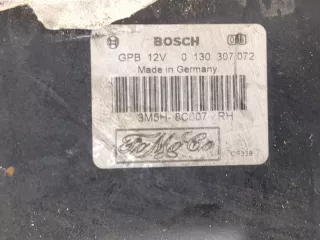 BOSCH
GPB 12V 0 130 307 072
Made in Germany
3M5H-8C607-RH
FoMoCo